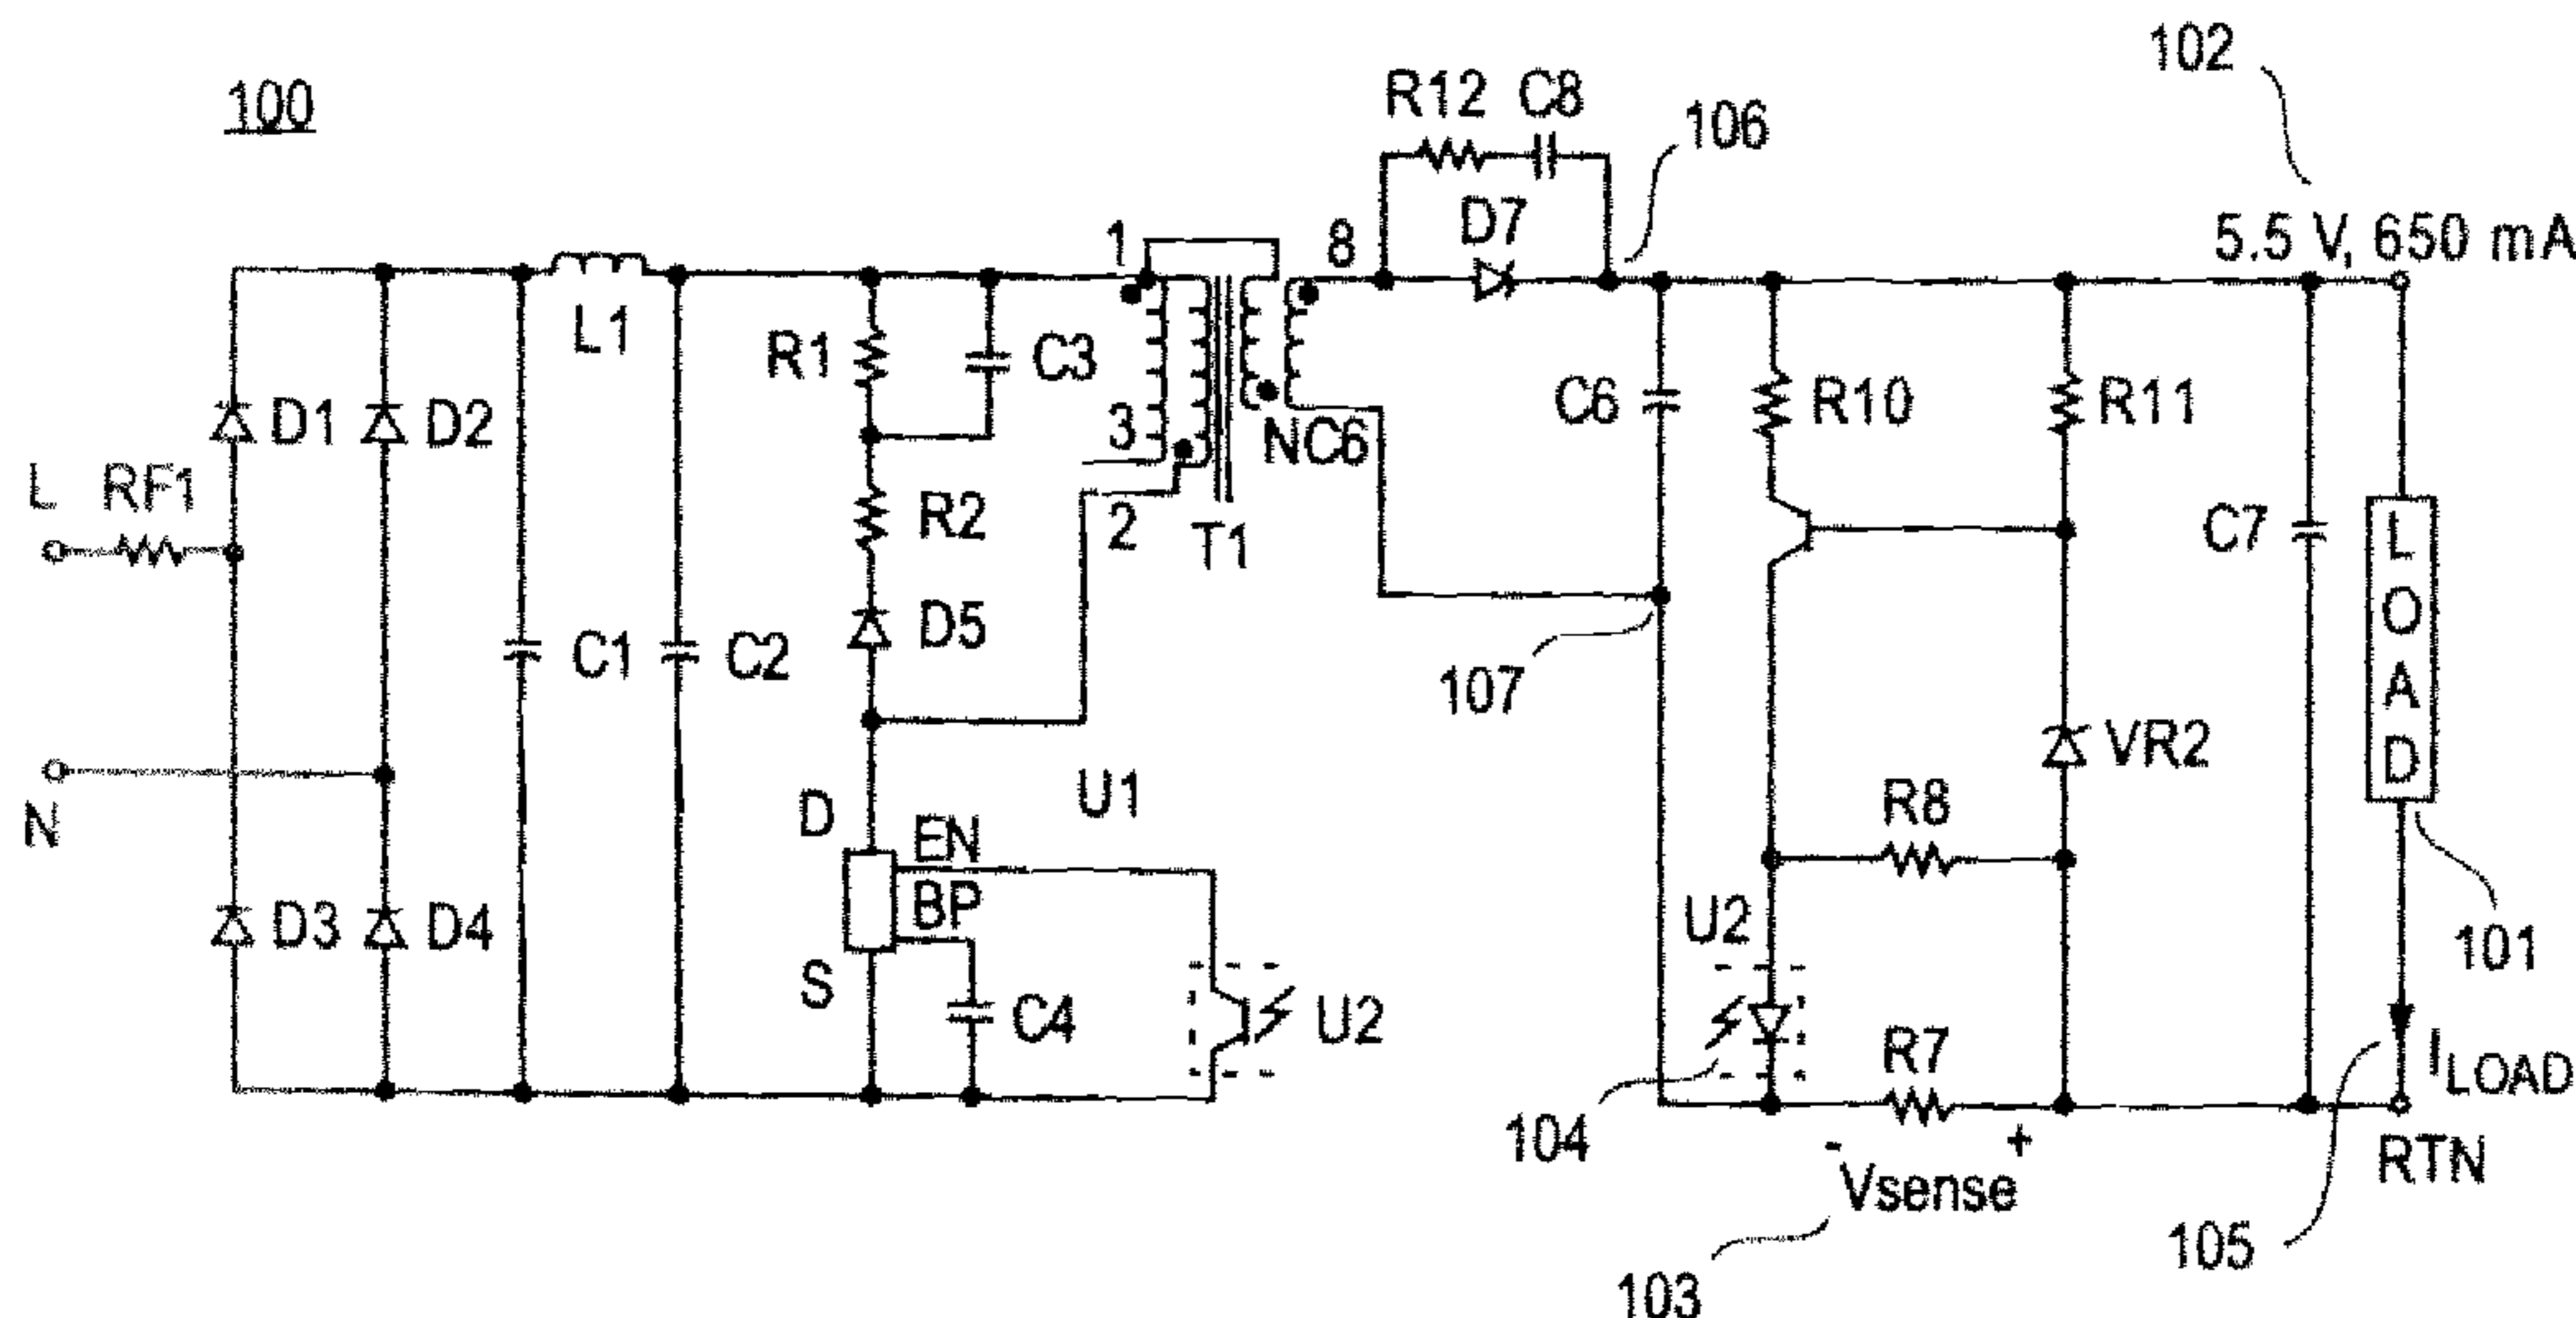 100
102
R12 C8
106
D7
5.5 V, 650 mA
1
8
L1
R1
C3
C6
R10
R11
D1
D2
3
NC6
L
RF1
R2
2
T1
C7
LOAD
D5
C1
C2
107
VR2
N
D
U1
EN
BP
R8
U2
101
D3
D4
S
C4
U2
R7
104
ILOAD
- +
Vsense
RTN
103
105